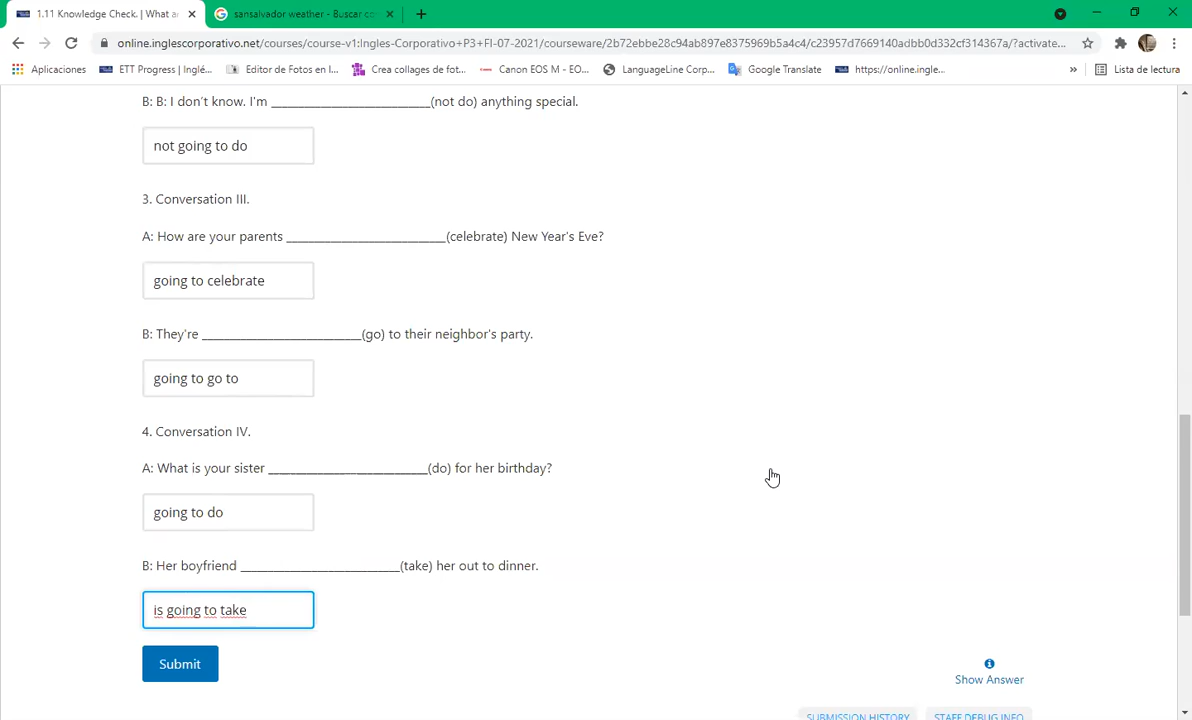 1.11 Knowledge Check. | What a
sansalvador weather - Buscar co
online.inglescorporativo.net/courses/course-v1:Ingles-Corporativo+P3+FI-07-2021/courseware/2b72ebbe28c94ab897e8375969b5a4c4/c23957d7669140adbb0d332cf314367a/?activate...
Aplicaciones
ETT Progress | Inglé...
Editor de Fotos en l...
Crea collages de fot...
Canon EOS M - EO...
LanguageLine Corp...
Google Translate
https://online.ingle...
»
Lista de lectura
B: B: I don't know. I'm __________________________(not do) anything special.
not going to do
3. Conversation III.
A: How are your parents __________________________(celebrate) New Year's Eve?
going to celebrate
B: They're __________________________(go) to their neighbor's party.
going to go to
4. Conversation IV.
A: What is your sister __________________________(do) for her birthday?
going to do
B: Her boyfriend __________________________(take) her out to dinner.
is going to take
Submit
Show Answer
SUBMISSION HISTORY
STAFF DEBUG INFO